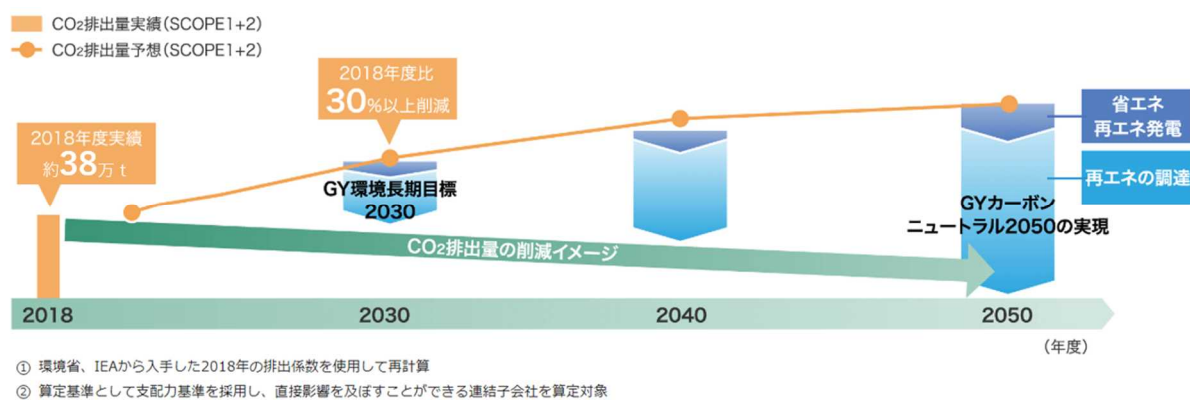 CO₂排出量実績(SCOPE1+2)
CO₂排出量予想(SCOPE1+2)
2018年度比
30%以上削減
2018年度実績
約38万t
省エネ
再エネ発電
再エネの調達
GY環境長期目標
2030
GYカーボン
ニュートラル2050の実現
CO₂排出量の削減イメージ
2018 2030 2040 2050
(年度)
① 環境省、IEAから入手した2018年の排出係数を使用して再計算
② 算定基準として支配力基準を採用し、直接影響を及ぼすことができる連結子会社を算定対象